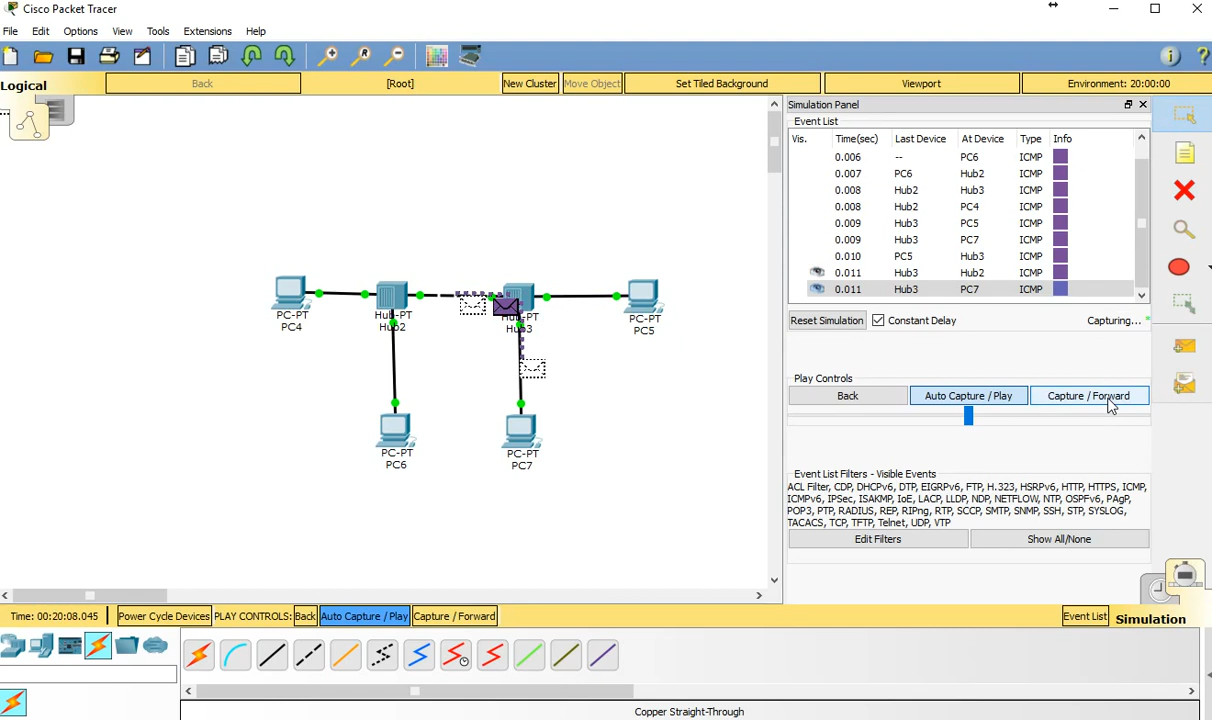 Cisco Packet Tracer
File Edit Options View Tools Extensions Help
Logical Back [Root] New Cluster Move Object Set Tiled Background Viewport Environment: 20:00:00
Simulation Panel
Event List
Vis. Time(sec) Last Device At Device Type Info
0.006 -- PC6 ICMP
0.007 PC6 Hub2 ICMP
0.008 Hub2 Hub3 ICMP
0.008 Hub2 PC4 ICMP
0.009 Hub3 PC5 ICMP
0.009 Hub3 PC7 ICMP
0.010 PC5 Hub3 ICMP
0.011 Hub3 Hub2 ICMP
0.011 Hub3 PC7 ICMP
Reset Simulation Constant Delay Capturing...
Play Controls
Back Auto Capture / Play Capture / Forward
Event List Filters - Visible Events
ACL Filter, CDP, DHCPv6, DTP, EIGRPv6, FTP, H.323, HSRPv6, HTTP, HTTPS, ICMP,
ICMPv6, IPSec, ISAKMP, IoE, LACP, LLDP, NDP, NETFLOW, NTP, OSPFv6, PAgP,
POP3, PTP, RADIUS, REP, RIPng, RTP, SCCP, SMTP, SNMP, SSH, STP, SYSLOG,
TACACS, TCP, TFTP, Telnet, UDP, VTP
Edit Filters Show All/None
PC-PT
PC4
Hub-PT
Hub2
Hub-PT
Hub3
PC-PT
PC5
PC-PT
PC6
PC-PT
PC7
Time: 00:20:08.045 Power Cycle Devices PLAY CONTROLS: Back Auto Capture / Play Capture / Forward Event List Simulation
Copper Straight-Through